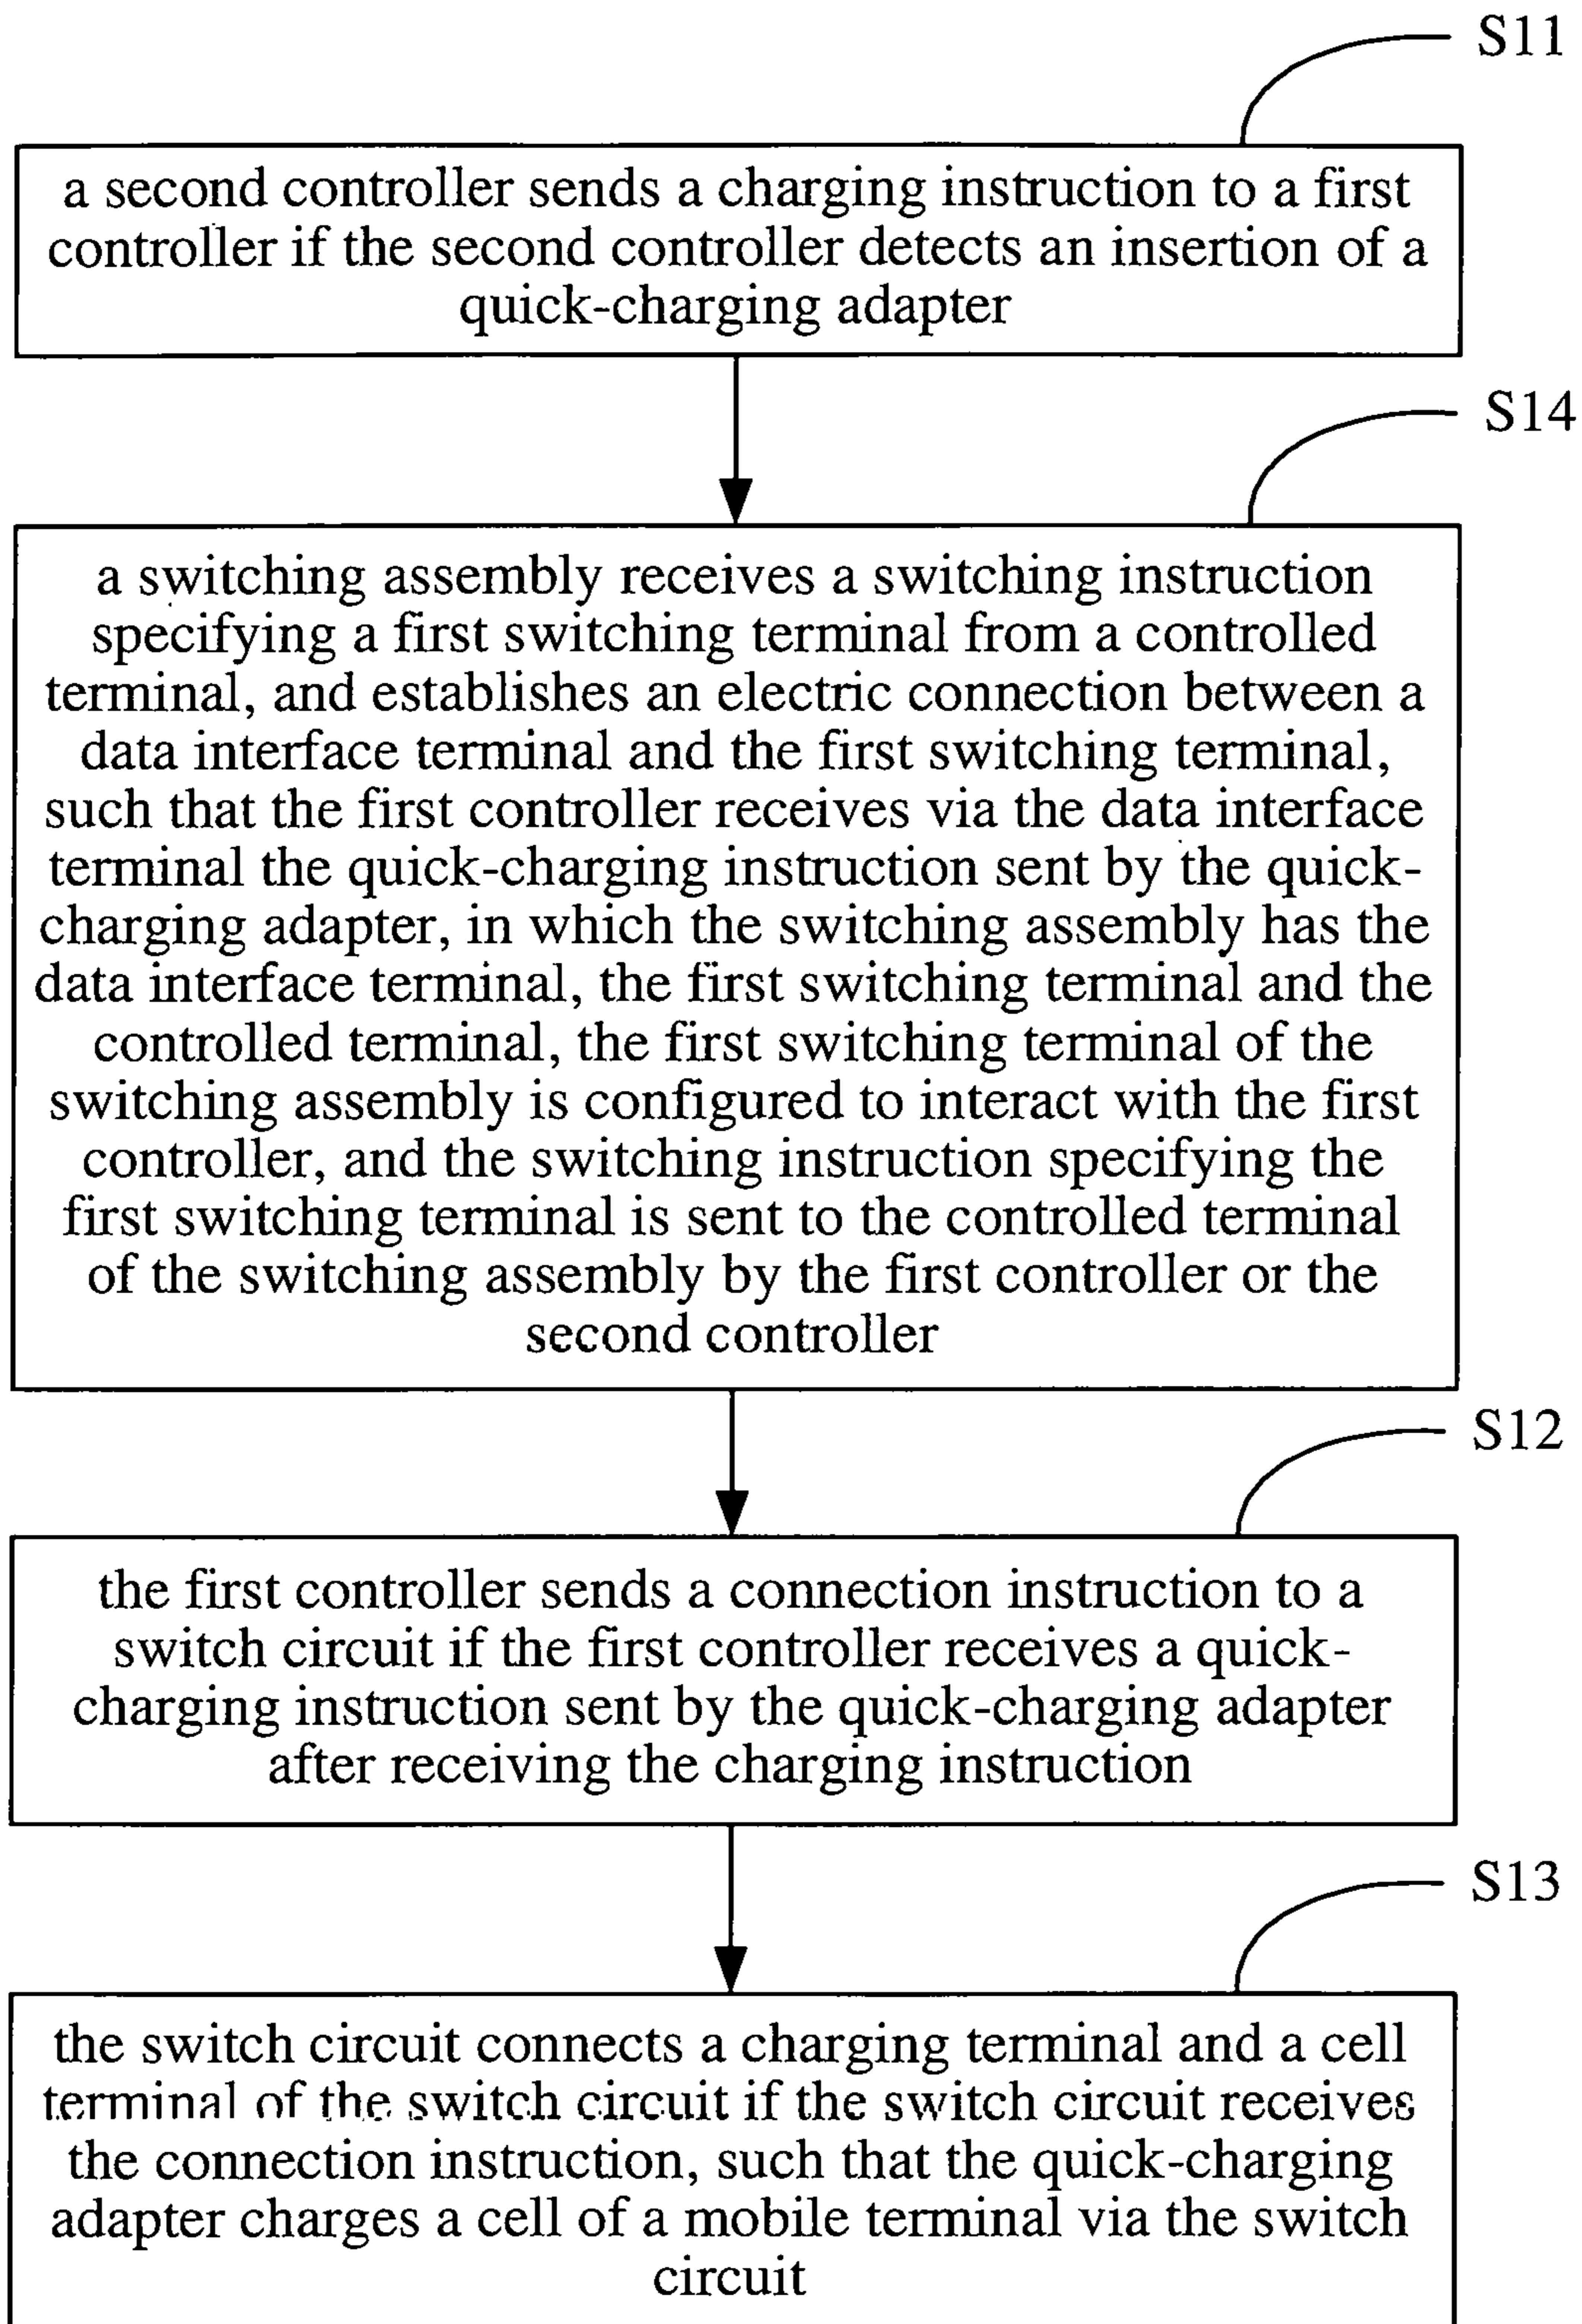 S11
a second controller sends a charging instruction to a first
controller if the second controller detects an insertion of a
quick-charging adapter
S14
a switching assembly receives a switching instruction
specifying a first switching terminal from a controlled
terminal, and establishes an electric connection between a
data interface terminal and the first switching terminal,
such that the first controller receives via the data interface
terminal the quick-charging instruction sent by the quick-
charging adapter, in which the switching assembly has the
data interface terminal, the first switching terminal and the
controlled terminal, the first switching terminal of the
switching assembly is configured to interact with the first
controller, and the switching instruction specifying the
first switching terminal is sent to the controlled terminal
of the switching assembly by the first controller or the
second controller
S12
the first controller sends a connection instruction to a
switch circuit if the first controller receives a quick-
charging instruction sent by the quick-charging adapter
after receiving the charging instruction
S13
the switch circuit connects a charging terminal and a cell
terminal of the switch circuit if the switch circuit receives
the connection instruction, such that the quick-charging
adapter charges a cell of a mobile terminal via the switch
circuit